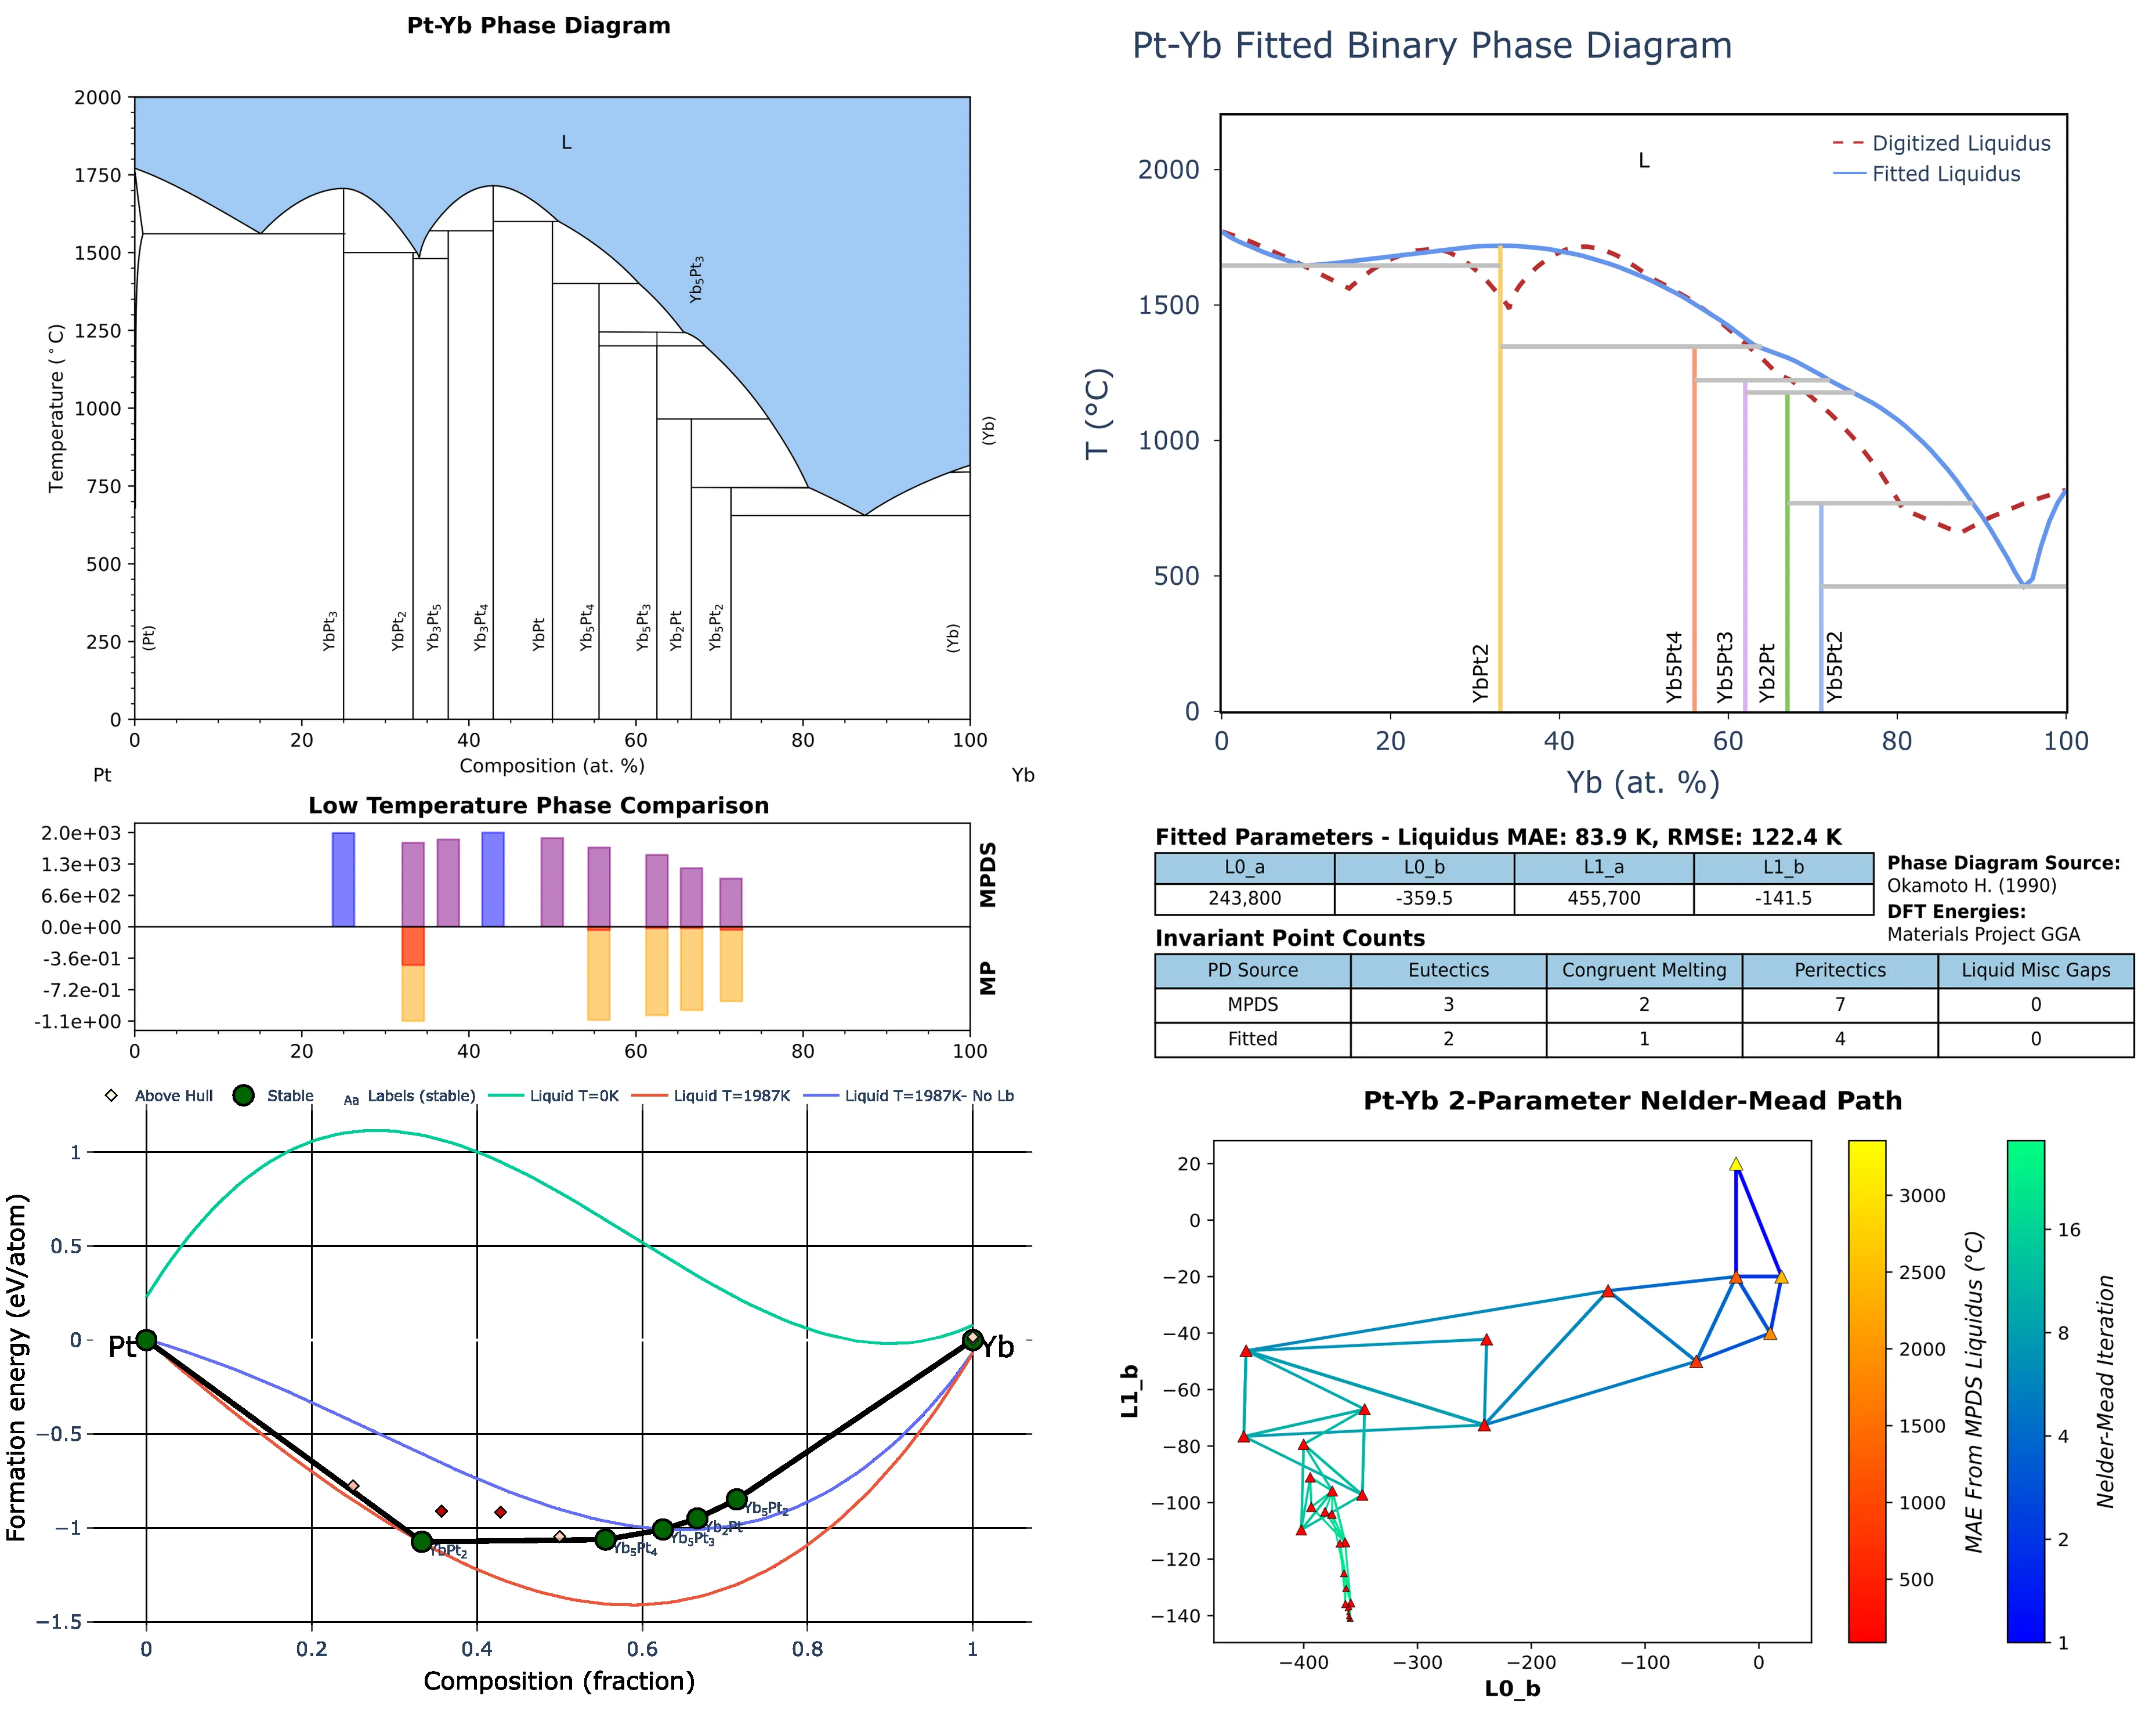 Pt-Yb Phase Diagram
2000
1750
1500
1250
1000
750
500
250
0
Temperature (°C)
L
Yb5Pt3
(Yb)
(Pt)
YbPt3
YbPt2
Yb3Pt5
Yb3Pt4
YbPt
Yb5Pt4
Yb5Pt3
Yb2Pt
Yb5Pt2
(Yb)
0 20 40 60 80 100
Composition (at. %)
Pt Yb
Pt-Yb Fitted Binary Phase Diagram
L
Digitized Liquidus
Fitted Liquidus
2000
1500
1000
500
0
T (°C)
YbPt2
Yb5Pt4
Yb5Pt3
Yb2Pt
Yb5Pt2
0 20 40 60 80 100
Yb (at. %)
Low Temperature Phase Comparison
2.0e+03
1.3e+03
6.6e+02
0.0e+00
-3.6e-01
-7.2e-01
-1.1e+00
MPDS
MP
0 20 40 60 80 100
Fitted Parameters - Liquidus MAE: 83.9 K, RMSE: 122.4 K
L0_a L0_b L1_a L1_b
243,800 -359.5 455,700 -141.5
Phase Diagram Source:
Okamoto H. (1990)
DFT Energies:
Materials Project GGA
Invariant Point Counts
PD Source Eutectics Congruent Melting Peritectics Liquid Misc Gaps
MPDS 3 2 7 0
Fitted 2 1 4 0
Above Hull Stable Aa Labels (stable) Liquid T=0K Liquid T=1987K Liquid T=1987K- No Lb
1
0.5
0
−0.5
−1
−1.5
Formation energy (eV/atom)
Pt
Yb
YbPt2
Yb5Pt4
Yb5Pt3
Yb2Pt
Yb5Pt2
0 0.2 0.4 0.6 0.8 1
Composition (fraction)
Pt-Yb 2-Parameter Nelder-Mead Path
20
0
−20
−40
−60
−80
−100
−120
−140
L1_b
−400 −300 −200 −100 0
L0_b
3000
2500
2000
1500
1000
500
MAE From MPDS Liquidus (°C)
16
8
4
2
1
Nelder-Mead Iteration